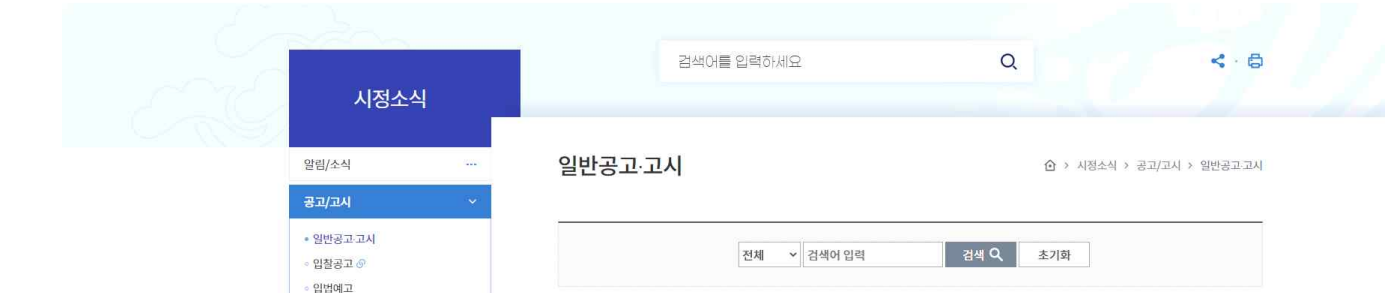 검색어를 입력하세요
시정소식
알림/소식
공고/고시
일반공고·고시
입찰공고
입법예고
일반공고·고시
시정소식 > 공고/고시 > 일반공고·고시
전체 검색어 입력 검색 초기화